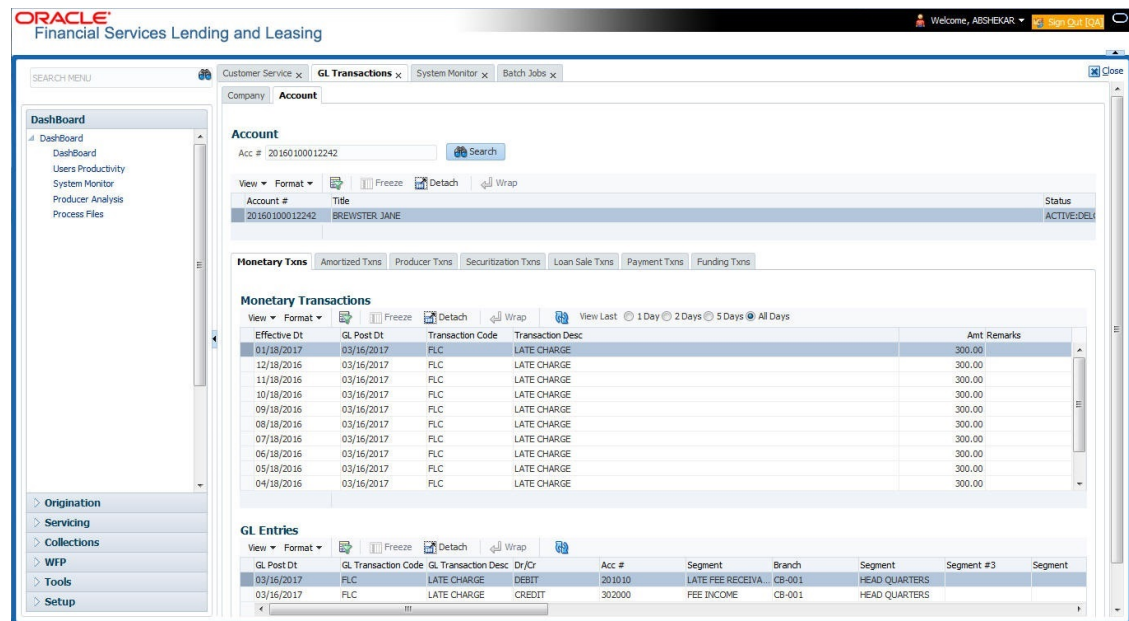 ORACLE
Financial Services Lending and Leasing
Welcome, ABSHEKAR
Sign Out [QA]
SEARCH MENU
Customer Service x GL Transactions x System Monitor x Batch Jobs x
Close
Company Account
DashBoard
DashBoard
DashBoard
Users Productivity
System Monitor
Producer Analysis
Process Files
Origination
Servicing
Collections
WFP
Tools
Setup
Account
Acc # 20160100012242 Search
View Format Freeze Detach Wrap
Account # Title Status
20160100012242 BREWSTER JANE ACTIVE:DEL
Monetary Txns Amortized Txns Producer Txns Securitization Txns Loan Sale Txns Payment Txns Funding Txns
Monetary Transactions
View Format Freeze Detach Wrap View Last 1 Day 2 Days 5 Days All Days
Effective Dt GL Post Dt Transaction Code Transaction Desc Amt Remarks
01/18/2017 03/16/2017 FLC LATE CHARGE 300.00
12/18/2016 03/16/2017 FLC LATE CHARGE 300.00
11/18/2016 03/16/2017 FLC LATE CHARGE 300.00
10/18/2016 03/16/2017 FLC LATE CHARGE 300.00
09/18/2016 03/16/2017 FLC LATE CHARGE 300.00
08/18/2016 03/16/2017 FLC LATE CHARGE 300.00
07/18/2016 03/16/2017 FLC LATE CHARGE 300.00
06/18/2016 03/16/2017 FLC LATE CHARGE 300.00
05/18/2016 03/16/2017 FLC LATE CHARGE 300.00
04/18/2016 03/16/2017 FLC LATE CHARGE 300.00
GL Entries
View Format Freeze Detach Wrap
GL Post Dt GL Transaction Code GL Transaction Desc Dr/Cr Acc # Segment Branch Segment Segment #3 Segment
03/16/2017 FLC LATE CHARGE DEBIT 201010 LATE FEE RECEIVA... CB-001 HEAD QUARTERS
03/16/2017 FLC LATE CHARGE CREDIT 302000 FEE INCOME CB-001 HEAD QUARTERS